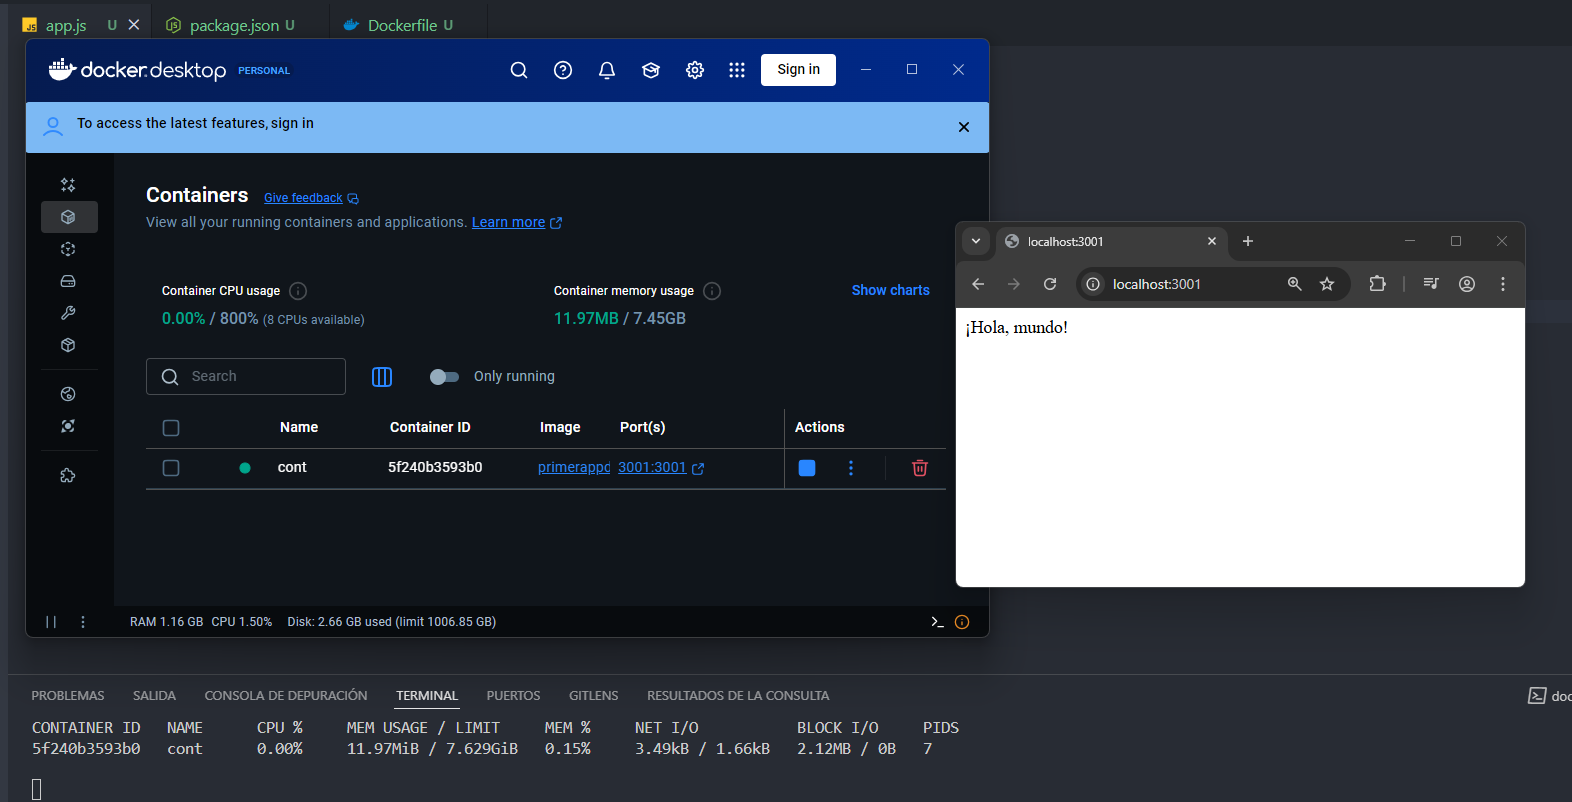 app.js U
package.json U
Dockerfile U
docker.desktop PERSONAL
Sign in
To access the latest features, sign in
Containers Give feedback
View all your running containers and applications. Learn more
Container CPU usage
0.00% / 800% (8 CPUs available)
Container memory usage
11.97MB / 7.45GB
Show charts
Search
Only running
Name Container ID Image Port(s) Actions
cont 5f240b3593b0 primerappd 3001:3001
RAM 1.16 GB CPU 1.50% Disk: 2.66 GB used (limit 1006.85 GB)
localhost:3001
localhost:3001
¡Hola, mundo!
PROBLEMAS SALIDA CONSOLA DE DEPURACIÓN TERMINAL PUERTOS GITLENS RESULTADOS DE LA CONSULTA
doc
CONTAINER ID NAME CPU % MEM USAGE / LIMIT MEM % NET I/O BLOCK I/O PIDS
5f240b3593b0 cont 0.00% 11.97MiB / 7.629GiB 0.15% 3.49kB / 1.66kB 2.12MB / 0B 7